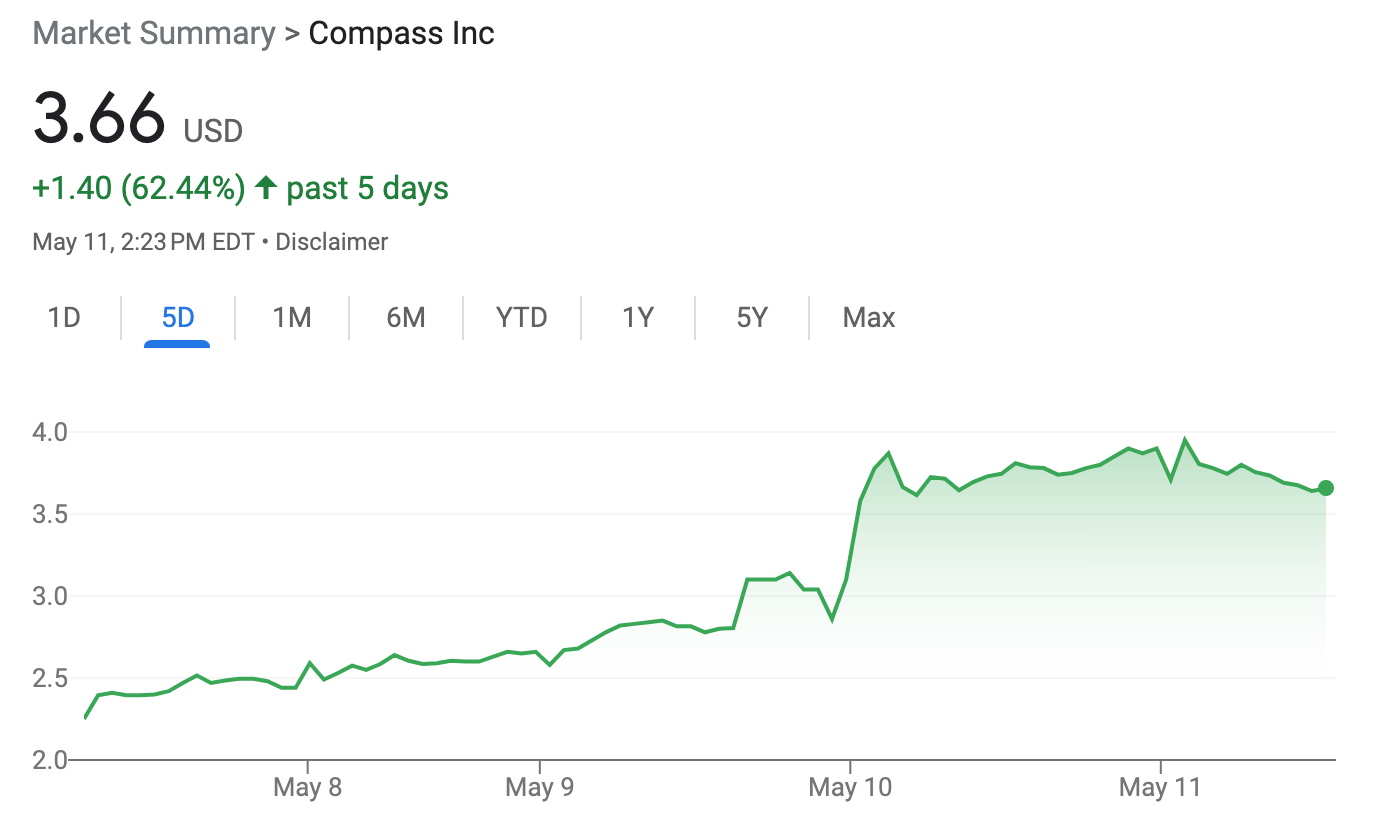 Market Summary > Compass Inc
3.66 USD
+1.40 (62.44%) ↑ past 5 days
May 11, 2:23 PM EDT • Disclaimer
1D 5D 1M 6M YTD 1Y 5Y Max
4.0
3.5
3.0
2.5
2.0
May 8 May 9 May 10 May 11